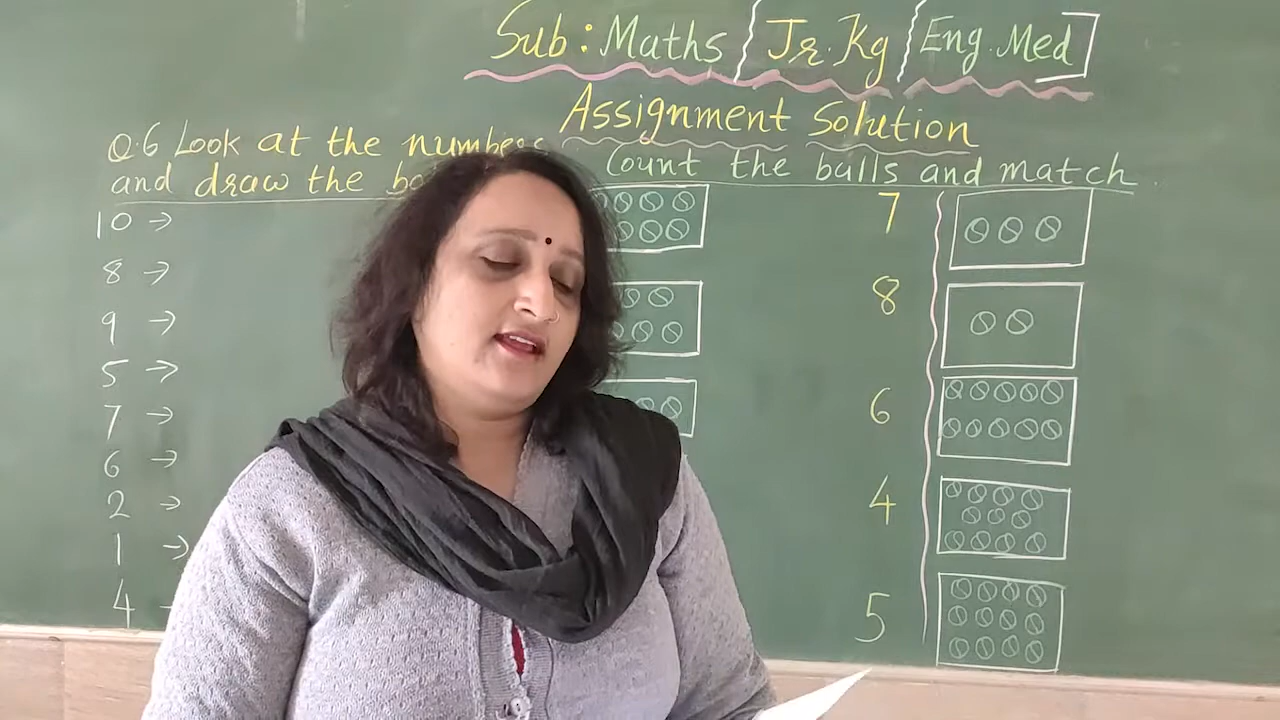 Sub : Maths Jr. Kg Eng. Med
Assignment Solution
Q.6 Look at the numbers
and draw the
Count the balls and match
10 →
8 →
9 →
5 →
7 →
6 →
2 →
1 →
4
7
8
6
4
5